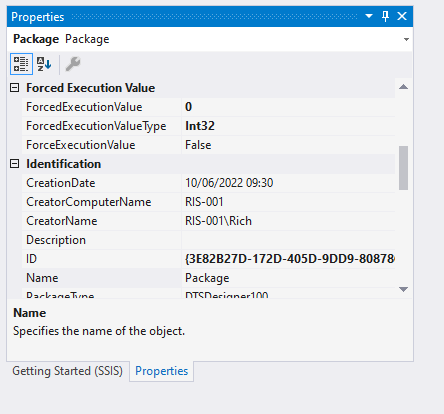 Properties
Package Package
Forced Execution Value
ForcedExecutionValue 0
ForcedExecutionValueType Int32
ForceExecutionValue False
Identification
CreationDate 10/06/2022 09:30
CreatorComputerName RIS-001
CreatorName RIS-001\Rich
Description
ID {3E82B27D-172D-405D-9DD9-80878
Name Package
PackageType DTSDesigner100
Name
Specifies the name of the object.
Getting Started (SSIS) Properties